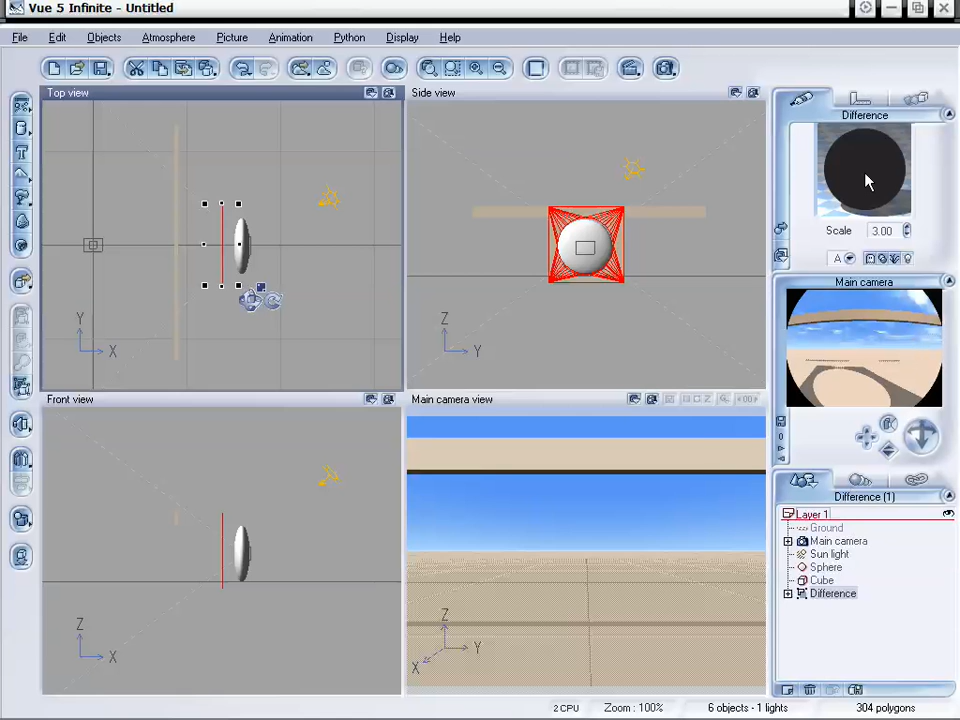 Vue 5 Infinite - Untitled
File Edit Objects Atmosphere Picture Animation Python Display Help
Top view
Side view
Difference
Scale 3.00
A
Main camera
Y
X
Z
Y
Front view
Main camera view
Z
X
Z
Y
X
0
Difference (1)
Layer 1
Ground
Main camera
Sun light
Sphere
Cube
Difference
2 CPU Zoom : 100% 6 objects - 1 lights 304 polygons